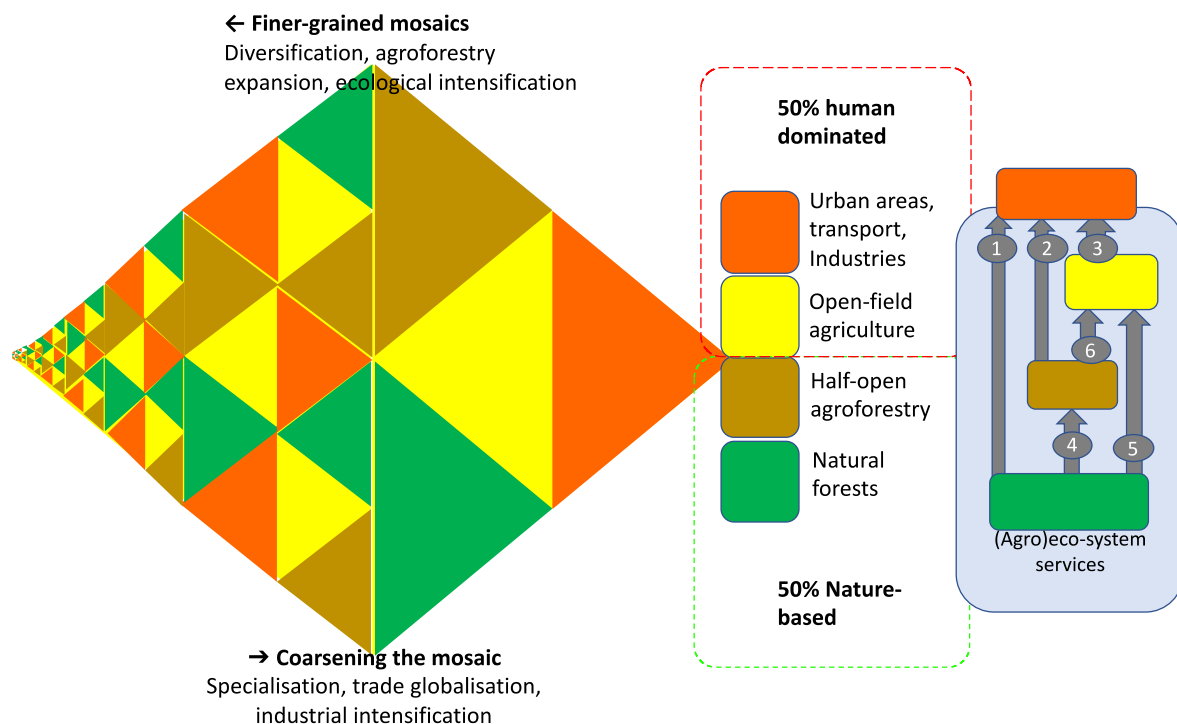 ← Finer-grained mosaics
Diversification, agroforestry
expansion, ecological intensification
50% human
dominated
Urban areas,
transport,
Industries
Open-field
agriculture
Half-open
agroforestry
Natural
forests
50% Nature-
based
1
2
3
6
4
5
(Agro)eco-system
services
➔ Coarsening the mosaic
Specialisation, trade globalisation,
industrial intensification